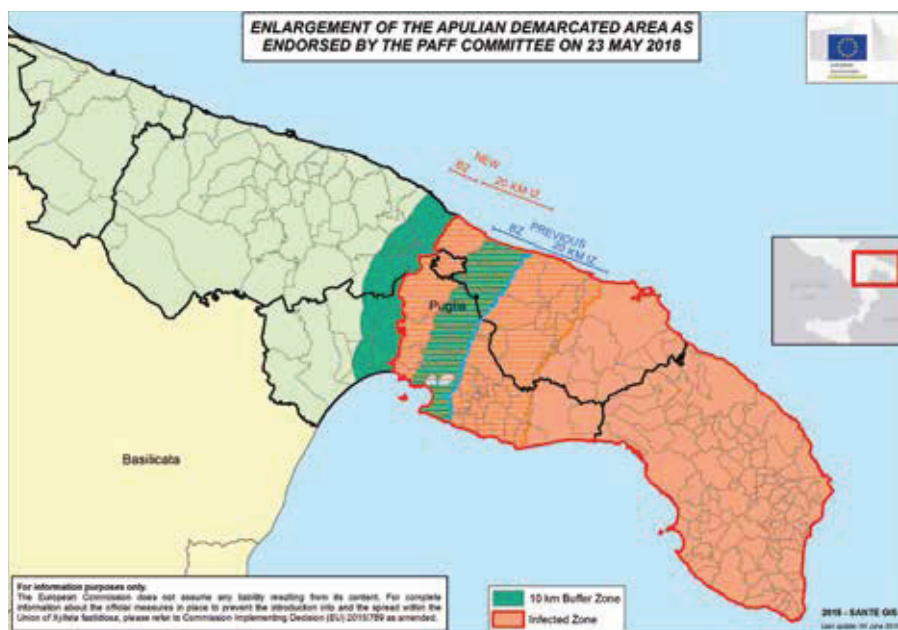 ENLARGEMENT OF THE APULIAN DEMARCATED AREA AS
ENDORSED BY THE PAFF COMMITTEE ON 23 MAY 2018
NEW
BZ
20 KM IZ
PREVIOUS
BZ
20 KM IZ
Puglia
Basilicata
For information purposes only.
The European Commission does not assume any liability resulting from its content. For complete
information about the official measures in place to prevent the introduction into and the spread within the
Union of Xylella fastidiosa, please refer to Commission Implementing Decision (EU) 2015/789 as amended.
10 km Buffer Zone
Infected Zone
2018 - SANTE GIS